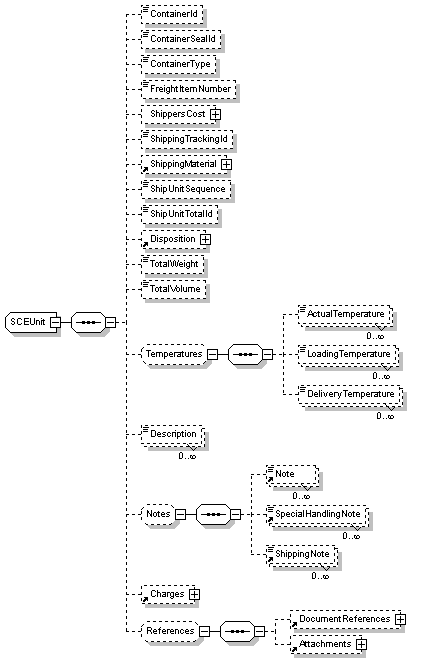 ContainerId
ContainerSealId
ContainerType
FreightItemNumber
ShippersCost
ShippingTrackingId
ShippingMaterial
ShipUnitSequence
ShipUnitTotalId
Disposition
TotalWeight
TotalVolume
SCEUnit
ActualTemperature
0..∞
Temperatures
LoadingTemperature
0..∞
DeliveryTemperature
0..∞
Description
0..∞
Note
0..∞
Notes
SpecialHandlingNote
0..∞
ShippingNote
0..∞
Charges
DocumentReferences
References
Attachments